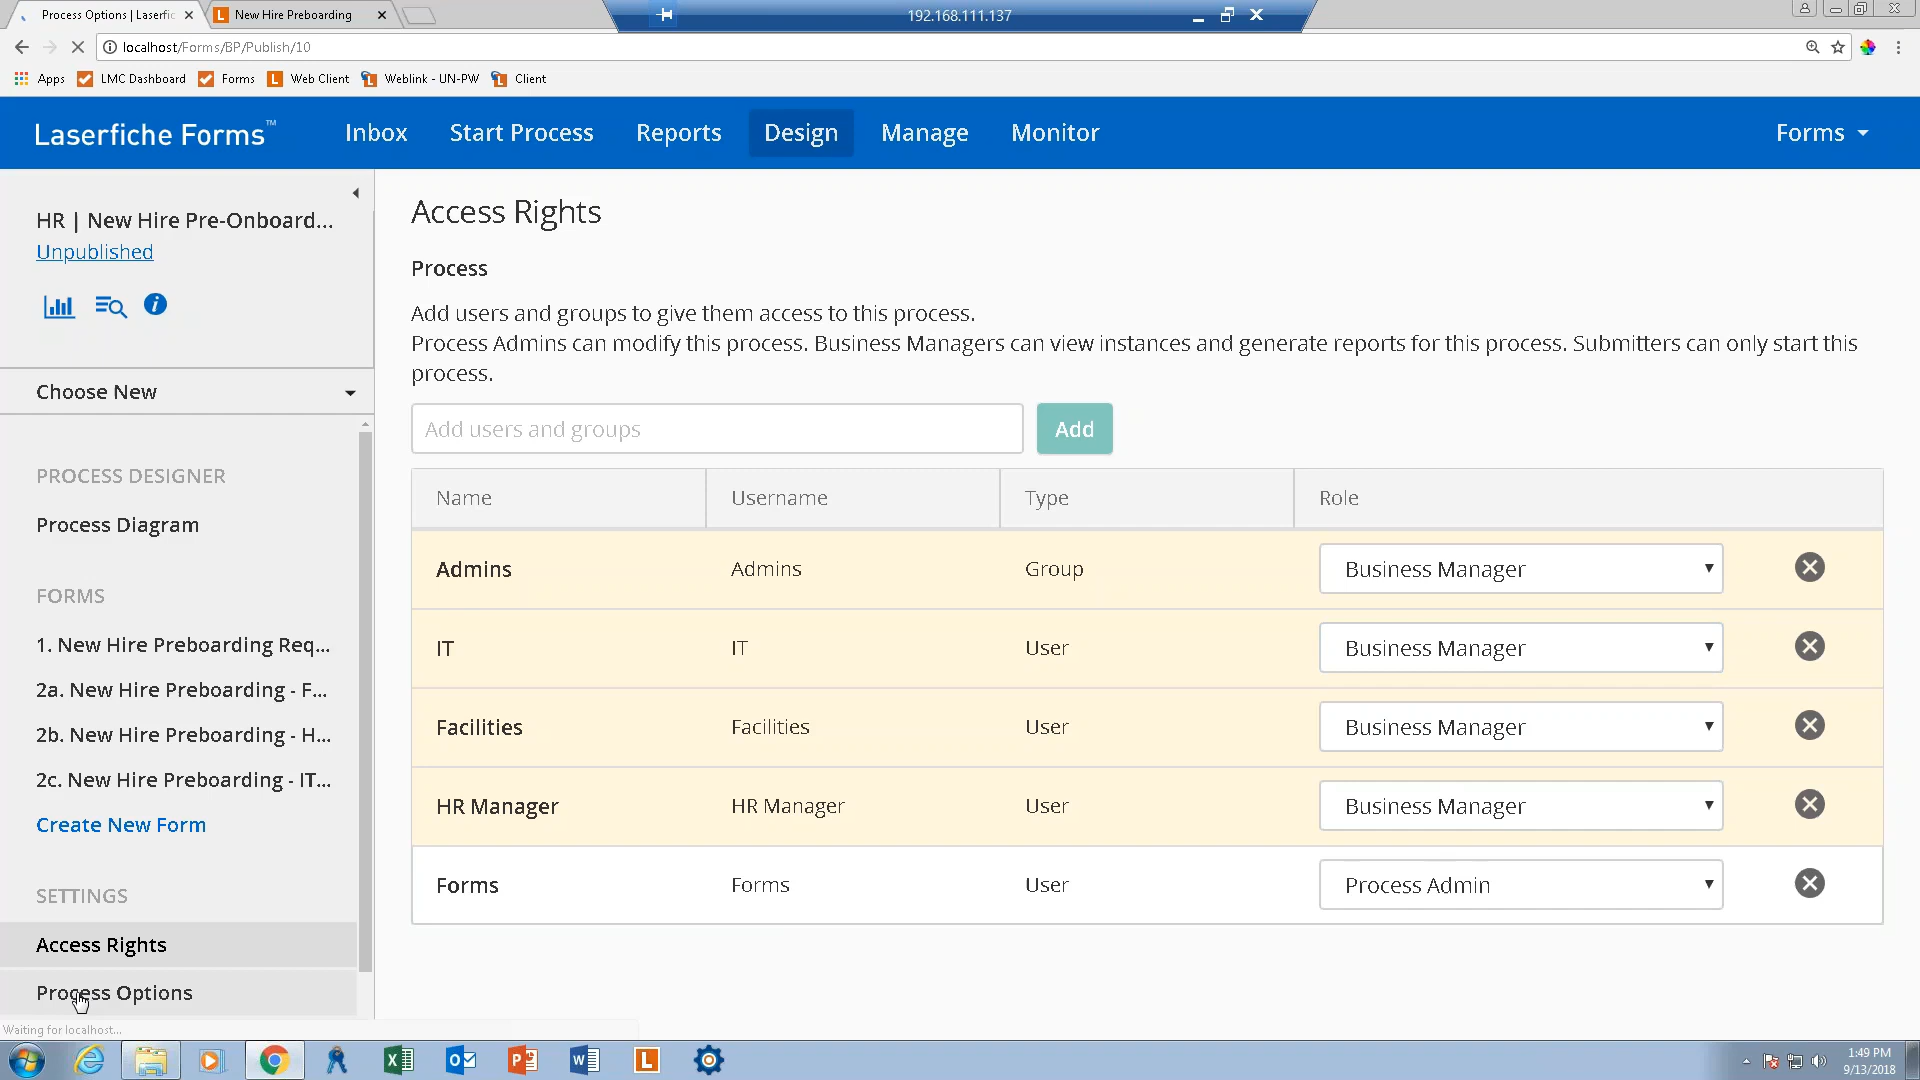 Process Options | Laserfic
New Hire Preboarding
192.168.111.137
localhost/Forms/BP/Publish/10
Apps
LMC Dashboard
Forms
Web Client
Weblink - UN-PW
Client
Laserfiche Forms™
Inbox
Start Process
Reports
Design
Manage
Monitor
Forms
HR | New Hire Pre-Onboard...
Unpublished
Choose New
PROCESS DESIGNER
Process Diagram
FORMS
1. New Hire Preboarding Req...
2a. New Hire Preboarding - F...
2b. New Hire Preboarding - H...
2c. New Hire Preboarding - IT...
Create New Form
SETTINGS
Access Rights
Process Options
Waiting for localhost...
Access Rights
Process
Add users and groups to give them access to this process.
Process Admins can modify this process. Business Managers can view instances and generate reports for this process. Submitters can only start this
process.
Add users and groups
Add
Name Username Type Role
Admins Admins Group Business Manager
IT IT User Business Manager
Facilities Facilities User Business Manager
HR Manager HR Manager User Business Manager
Forms Forms User Process Admin
1:49 PM
9/13/2018